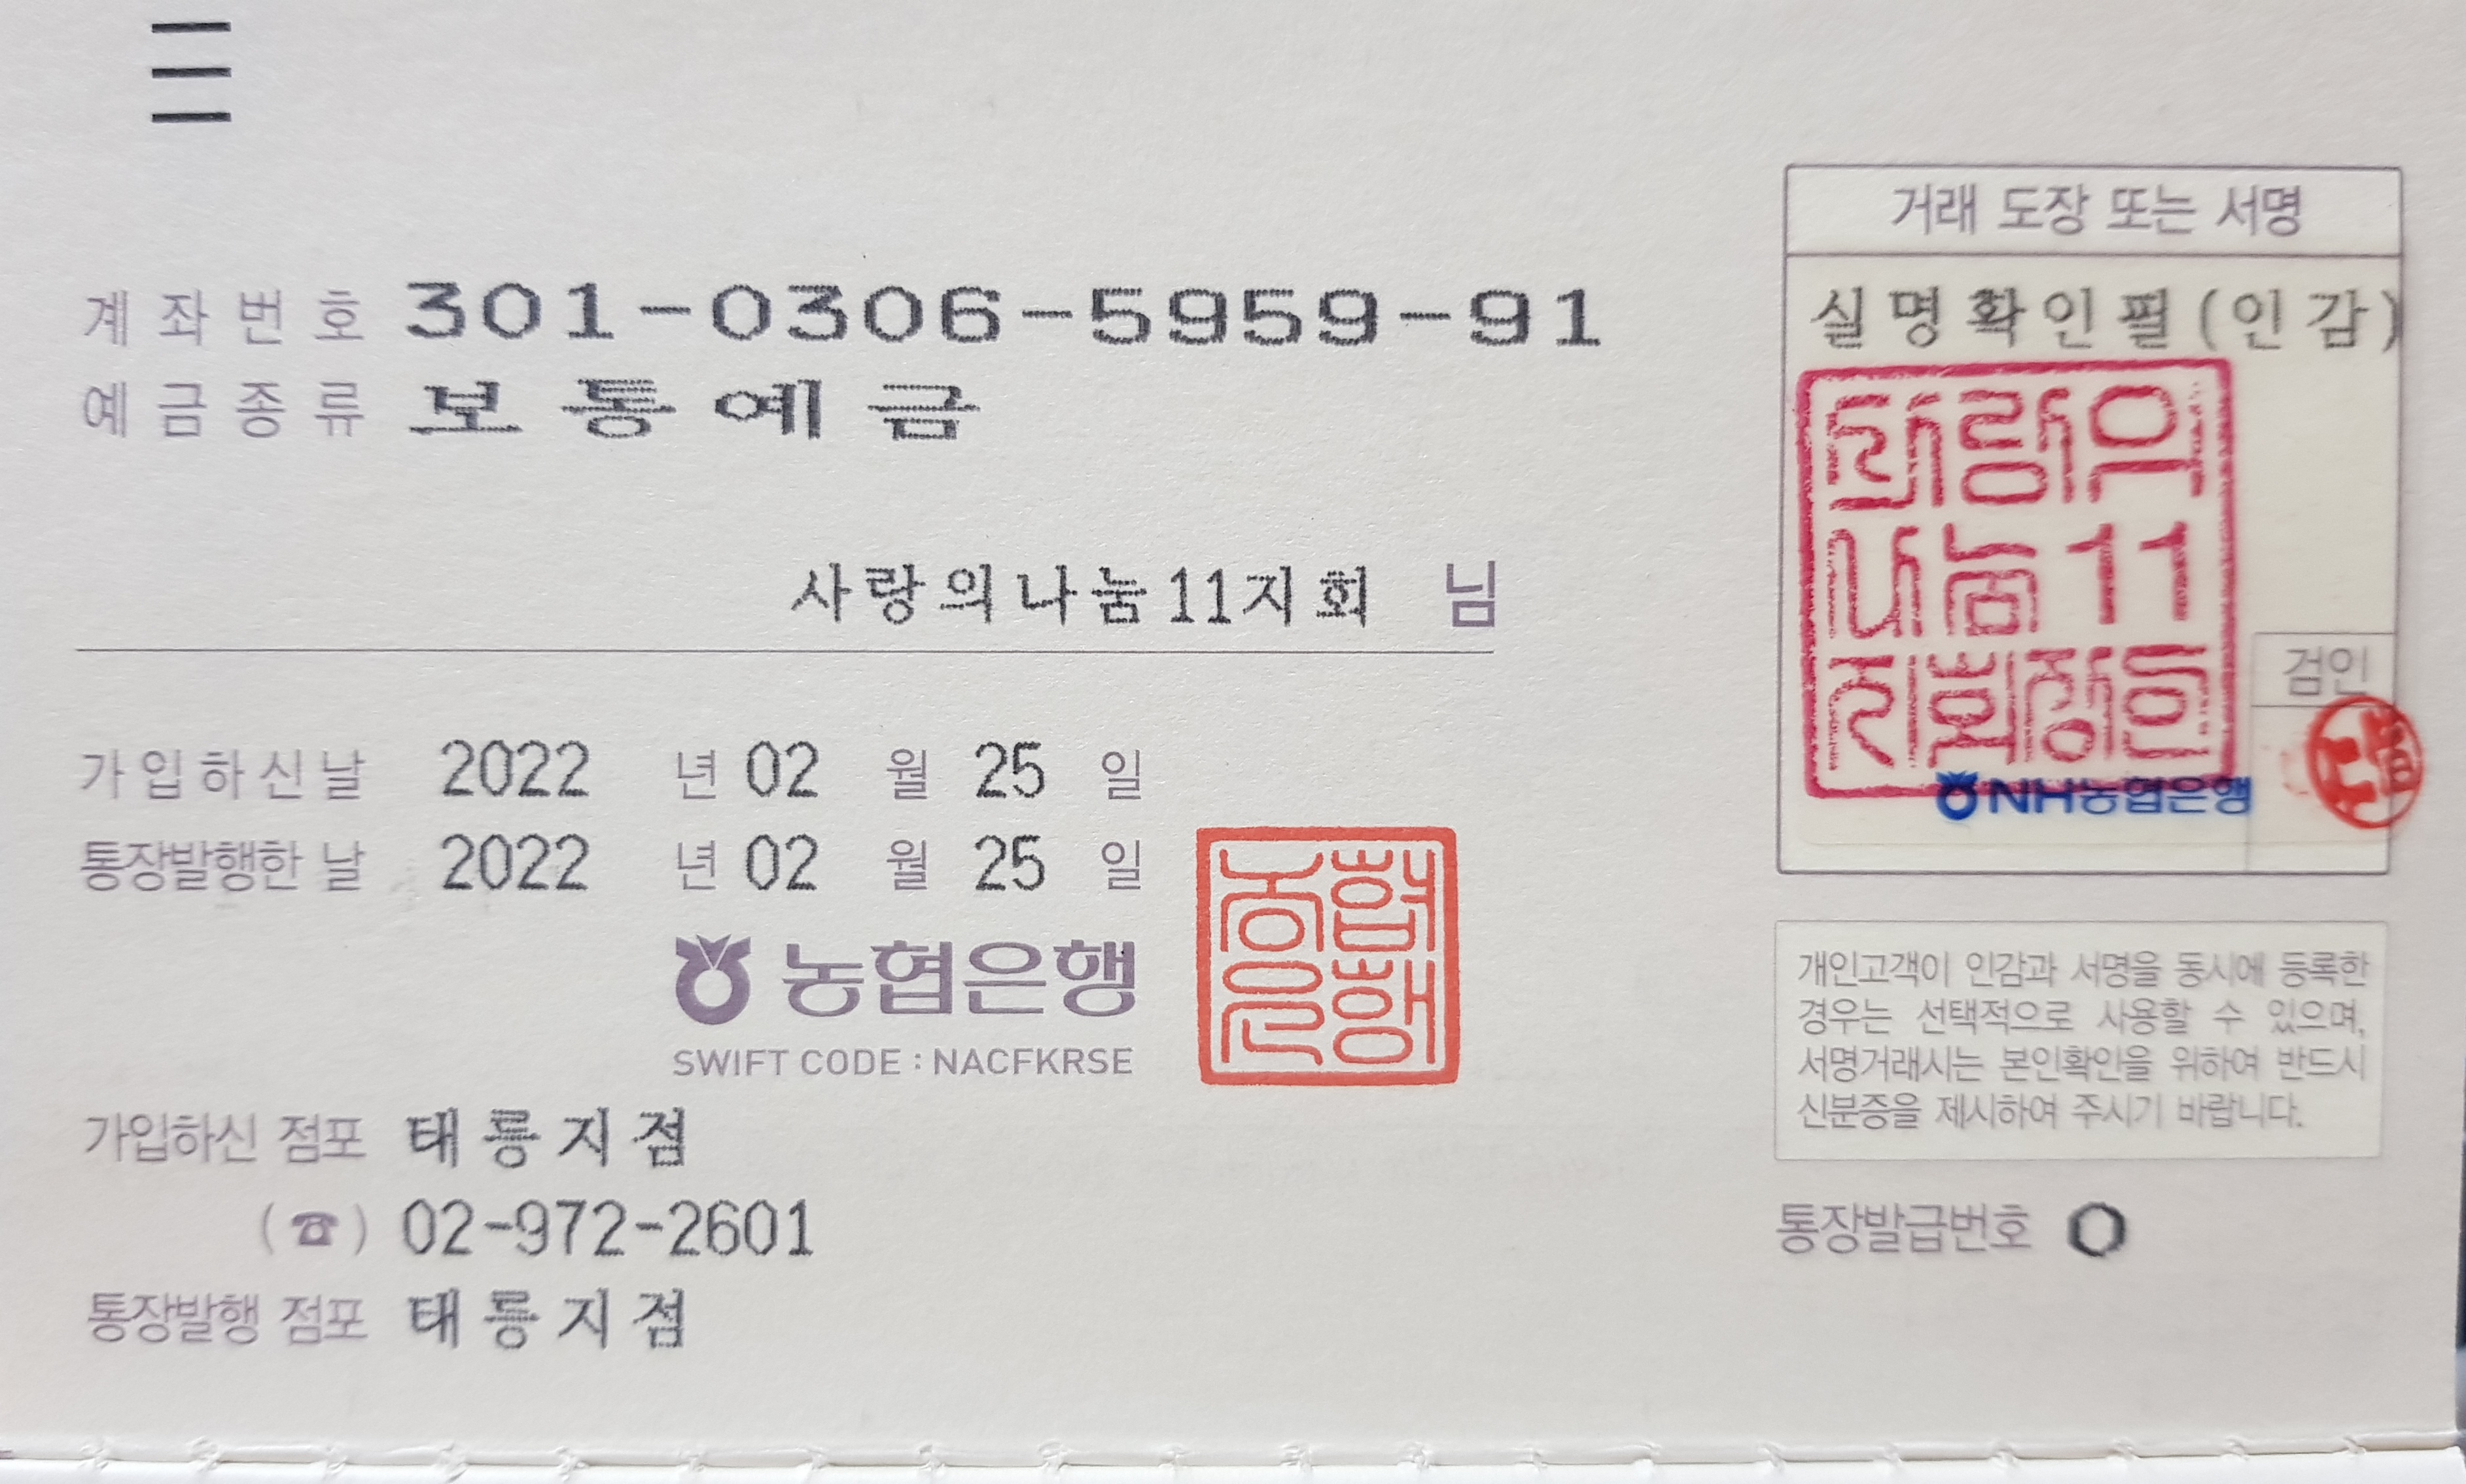 계좌번호 301-0306-5959-91
예금종류 보통예금
사랑의나눔11지회 님
가입하신날 2022 년 02 월 25 일
통장발행한 날 2022 년 02 월 25 일
농협은행
SWIFT CODE : NACFKRSE
농협
은행
가입하신 점포 태릉지점
(☎) 02-972-2601
통장발행 점포 태릉지점
거래 도장 또는 서명
실명확인필(인감)
사랑의
나눔11
지회장은
검인
NH농협은행
개인고객이 인감과 서명을 동시에 등록한
경우는 선택적으로 사용할 수 있으며,
서명거래시는 본인확인을 위하여 반드시
신분증을 제시하여 주시기 바랍니다.
통장발급번호 0